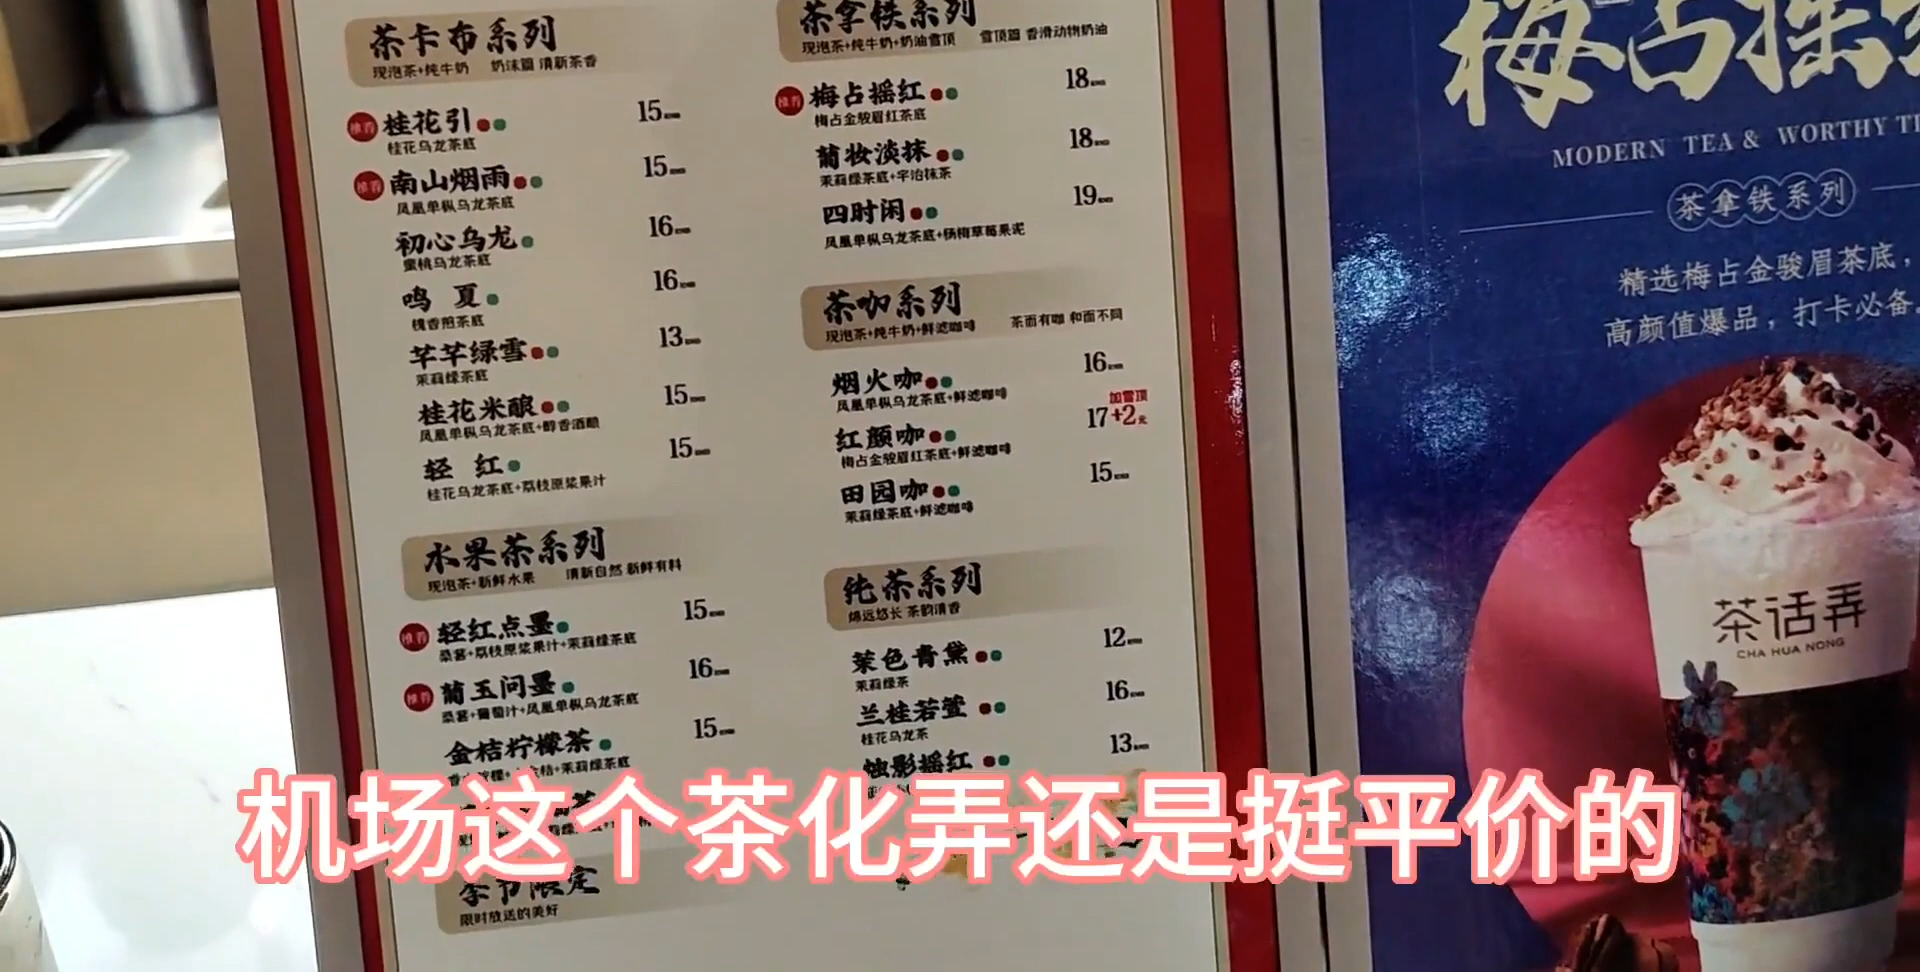 茶卡布系列
现泡茶+纯牛奶 奶沫圆 清新茶香
推荐 桂花引 15
桂花乌龙茶底
推荐 南山烟雨 15
凤凰单枞乌龙茶底
初心乌龙 16
蜜桃乌龙茶底
鸣夏 16
槐香煎茶底
芊芊绿雪 13
茉莉绿茶底
桂花米酿 15
凤凰单枞乌龙茶底+醇香酒酿
轻红 15
桂花乌龙茶底+荔枝原浆果汁
水果茶系列
现泡茶+新鲜水果 清新自然 新鲜有料
推荐 轻红点墨 15
桑葚+荔枝原浆果汁+茉莉绿茶底
推荐 葡玉问墨 16
桑葚+葡萄汁+凤凰单枞乌龙茶底
金桔柠檬茶 15
金桔+茉莉绿茶底
季节限定
限时放送的美好
茶拿铁系列
现泡茶+纯牛奶+奶油雪顶 雪顶圆 香滑动物奶油
推荐 梅占摇红 18
梅占金骏眉红茶底
葡妆淡抹 18
茉莉绿茶底+宇治抹茶
四时闲 19
凤凰单枞乌龙茶底+杨梅草莓果泥
茶咖系列
现泡茶+纯牛奶+鲜滤咖啡 茶而有咖 和而不同
烟火咖 16
凤凰单枞乌龙茶底+鲜滤咖啡
加雪顶
红颜咖 17+2元
梅占金骏眉红茶底+鲜滤咖啡
田园咖 15
茉莉绿茶底+鲜滤咖啡
纯茶系列
绵远悠长 茶韵清香
茉色青黛 12
茉莉绿茶
兰桂若萱 16
桂花乌龙茶
烛影摇红 13
梅占摇
MODERN TEA & WORTHY
茶拿铁系列
精选梅占金骏眉茶底，
高颜值爆品，打卡必备。
茶话弄
CHA HUA NONG
机场这个茶化弄还是挺平价的